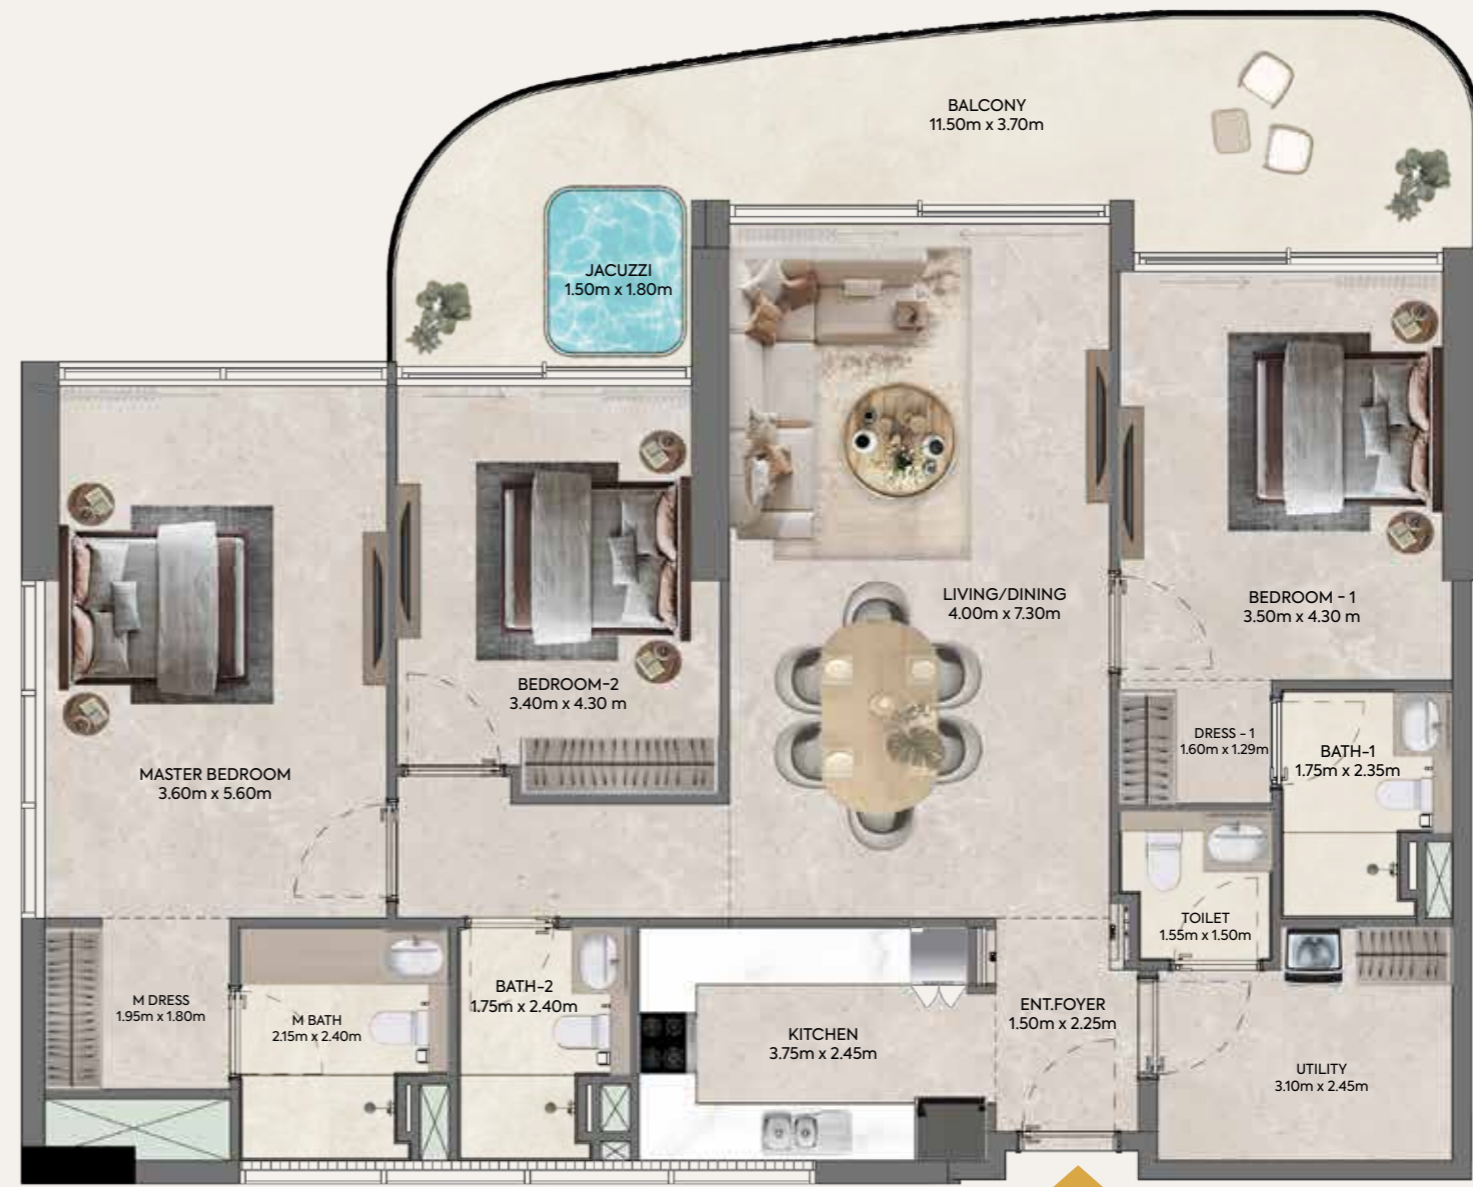 BALCONY
11.50m x 3.70m
JACUZZI
1.50m x 1.80m
LIVING/DINING
4.00m x 7.30m
BEDROOM - 1
3.50m x 4.30 m
BEDROOM-2
3.40m x 4.30 m
MASTER BEDROOM
3.60m x 5.60m
DRESS - 1
1.60m x 1.29m
BATH-1
1.75m x 2.35m
TOILET
1.55m x 1.50m
M DRESS
1.95m x 1.80m
M BATH
2.15m x 2.40m
BATH-2
1.75m x 2.40m
KITCHEN
3.75m x 2.45m
ENT.FOYER
1.50m x 2.25m
UTILITY
3.10m x 2.45m